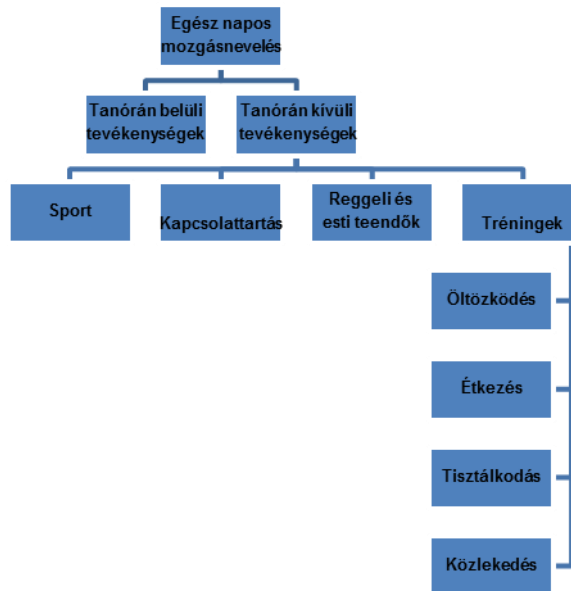 Egész napos
mozgásnevelés
Tanórán belüli
tevékenységek
Tanórán kívüli
tevékenységek
Sport
Kapcsolattartás
Reggeli és
esti teendők
Tréningek
Öltözködés
Étkezés
Tisztálkodás
Közlekedés